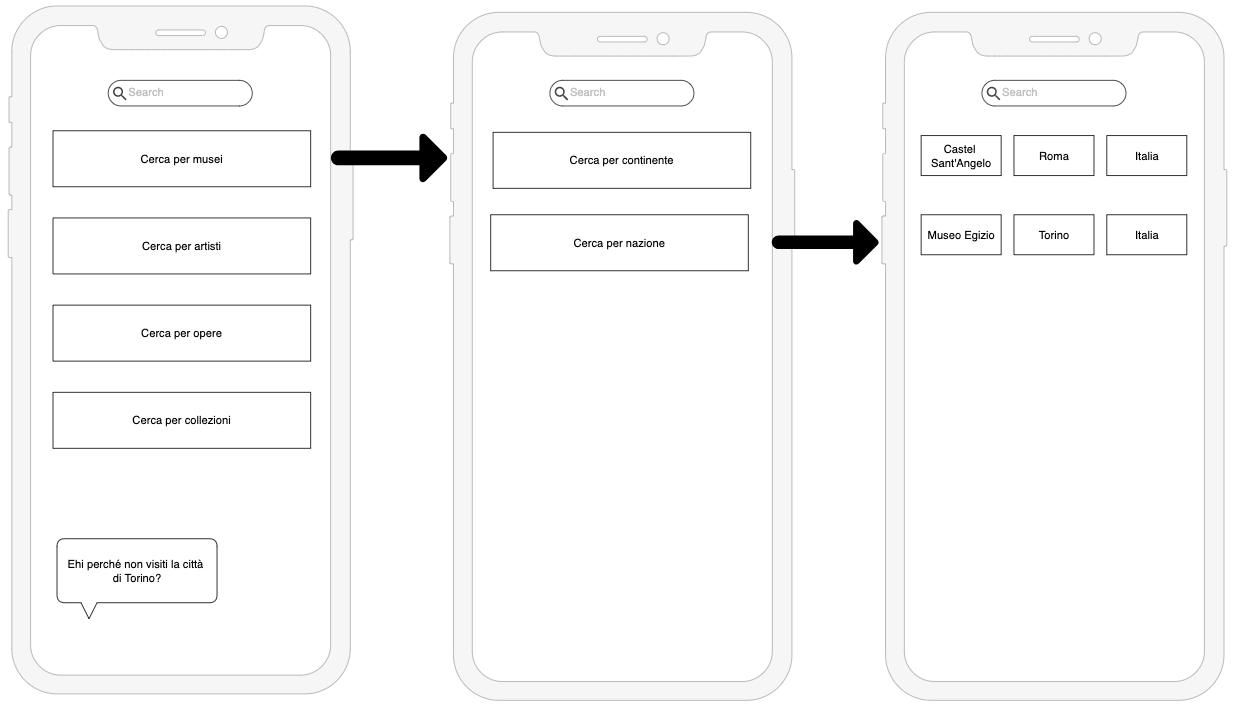 Search
Cerca per musei
Cerca per artisti
Cerca per opere
Cerca per collezioni
Ehi perché non visiti la città
di Torino?
Search
Cerca per continente
Cerca per nazione
Search
Castel
Sant'Angelo
Roma
Italia
Museo Egizio
Torino
Italia